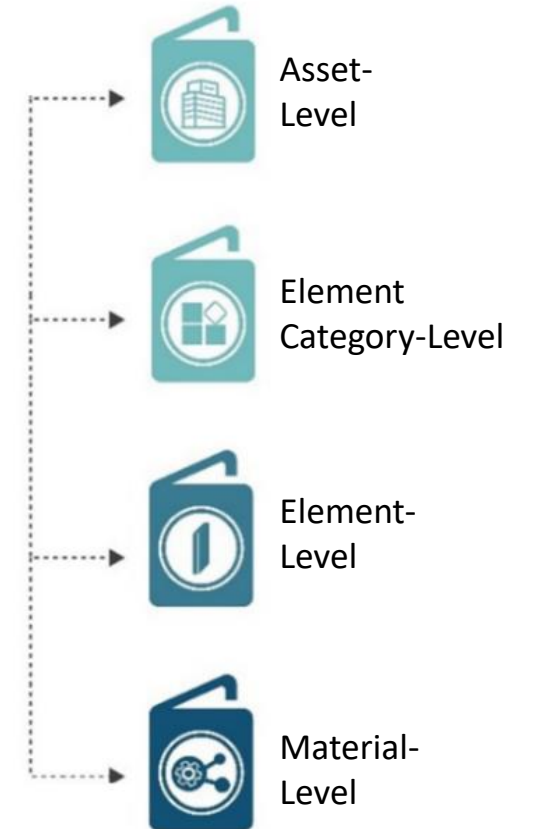 Asset-
Level
Element
Category-Level
Element-
Level
Material-
Level